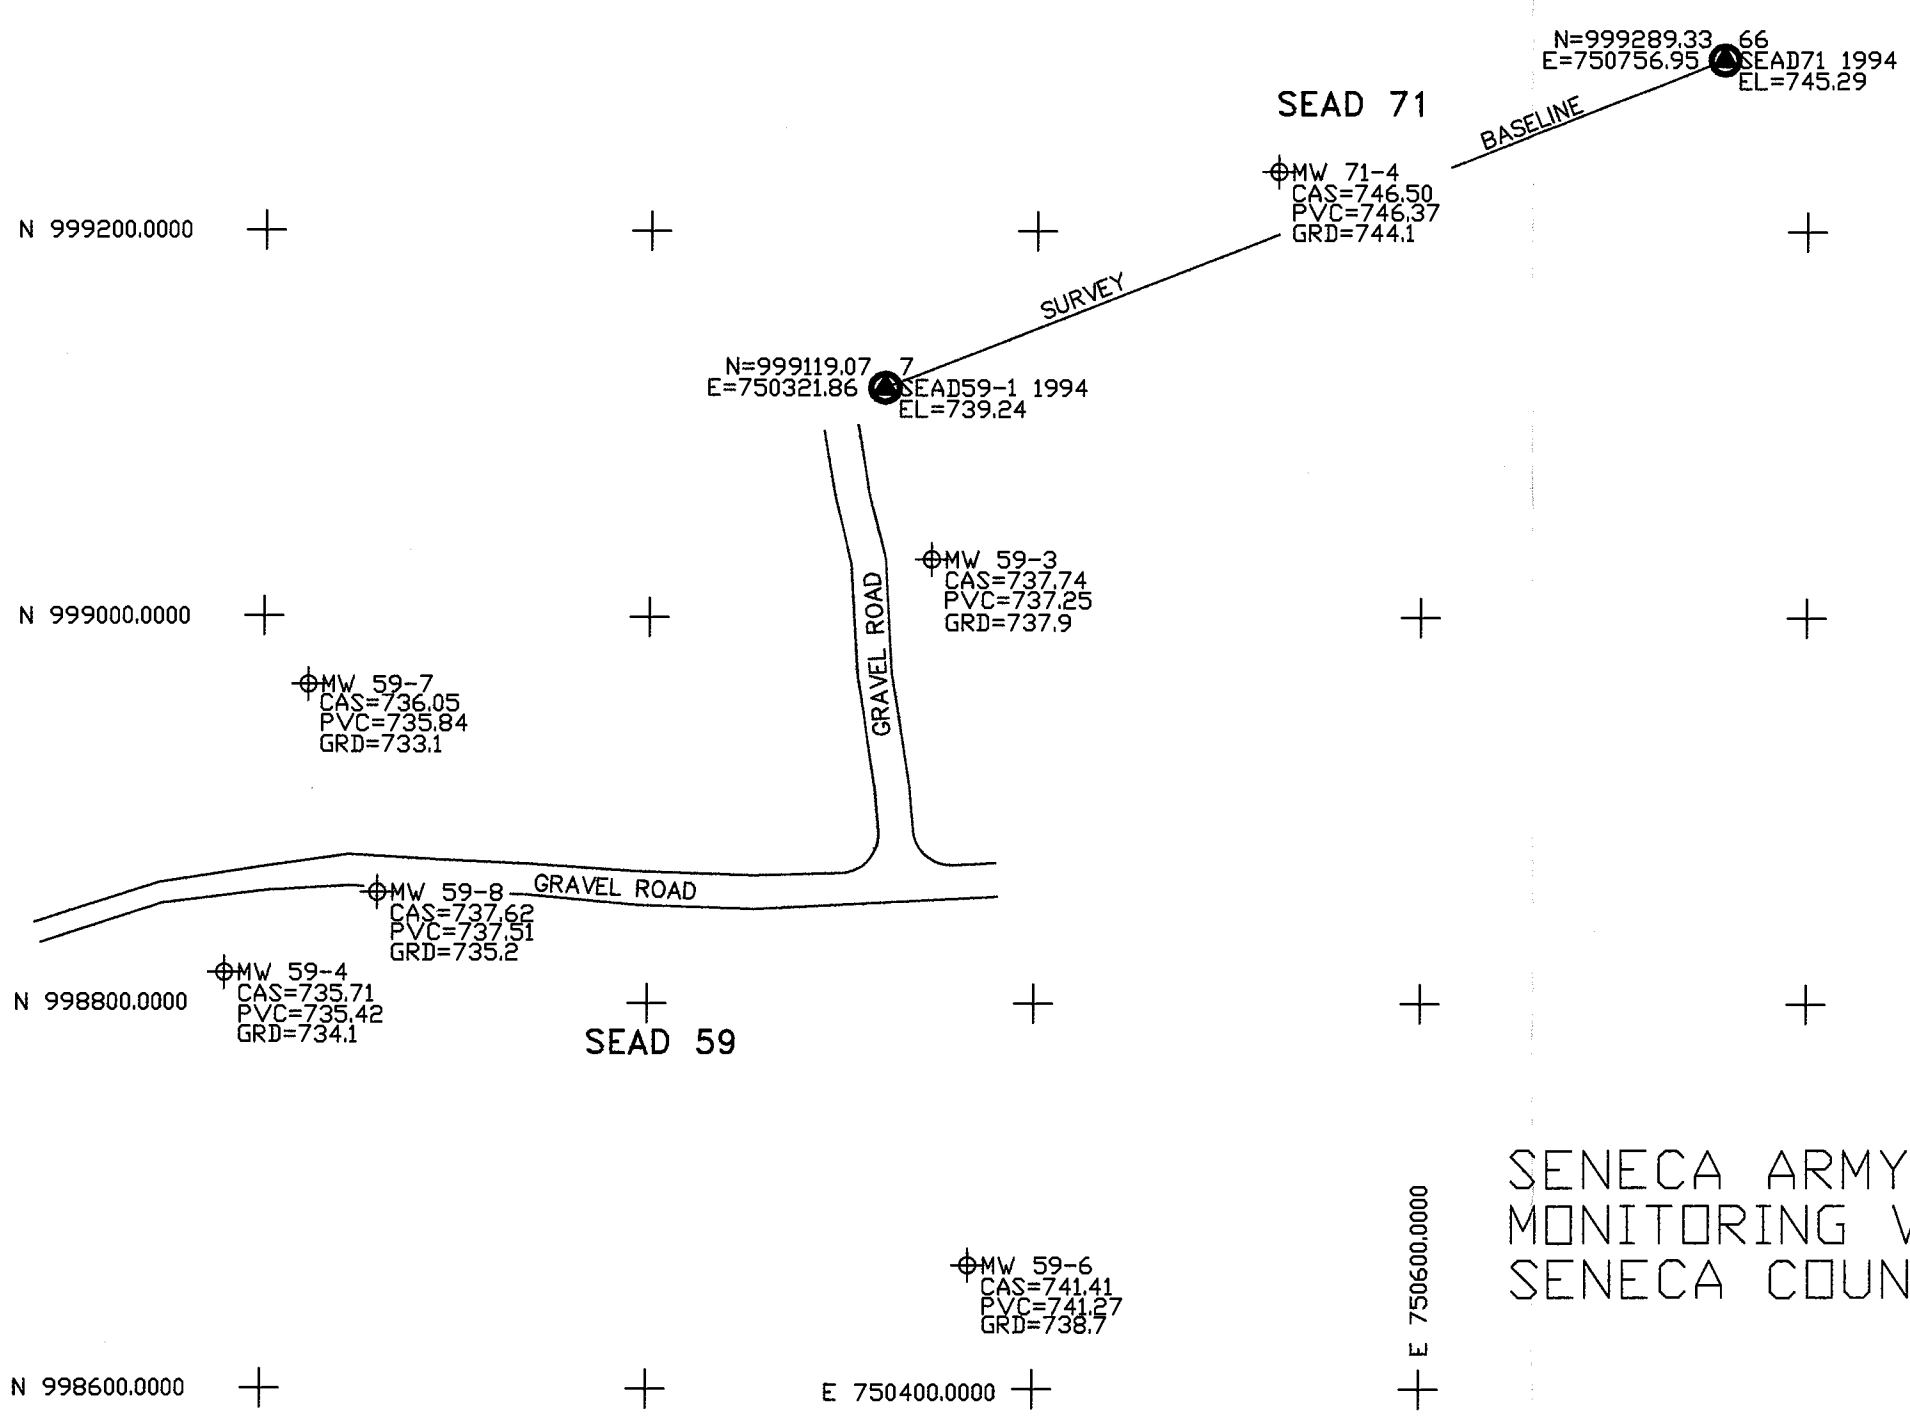 N=999289.33 66
E=750756.95 SEAD71 1994
EL=745.29
SEAD 71
BASELINE
MW 71-4
CAS=746.50
PVC=746.37
GRD=744.1
N 999200.0000
SURVEY
N=999119.07 7
E=750321.86 SEAD59-1 1994
EL=739.24
MW 59-3
CAS=737.74
PVC=737.25
GRD=737.9
N 999000.0000
GRAVEL ROAD
MW 59-7
CAS=736.05
PVC=735.84
GRD=733.1
GRAVEL ROAD
MW 59-8
CAS=737.62
PVC=737.51
GRD=735.2
MW 59-4
CAS=735.71
PVC=735.42
GRD=734.1
N 998800.0000
SEAD 59
SENECA ARMY
MONITORING
SENECA COUN
E 750600.0000
MW 59-6
CAS=741.41
PVC=741.27
GRD=738.7
N 998600.0000
E 750400.0000